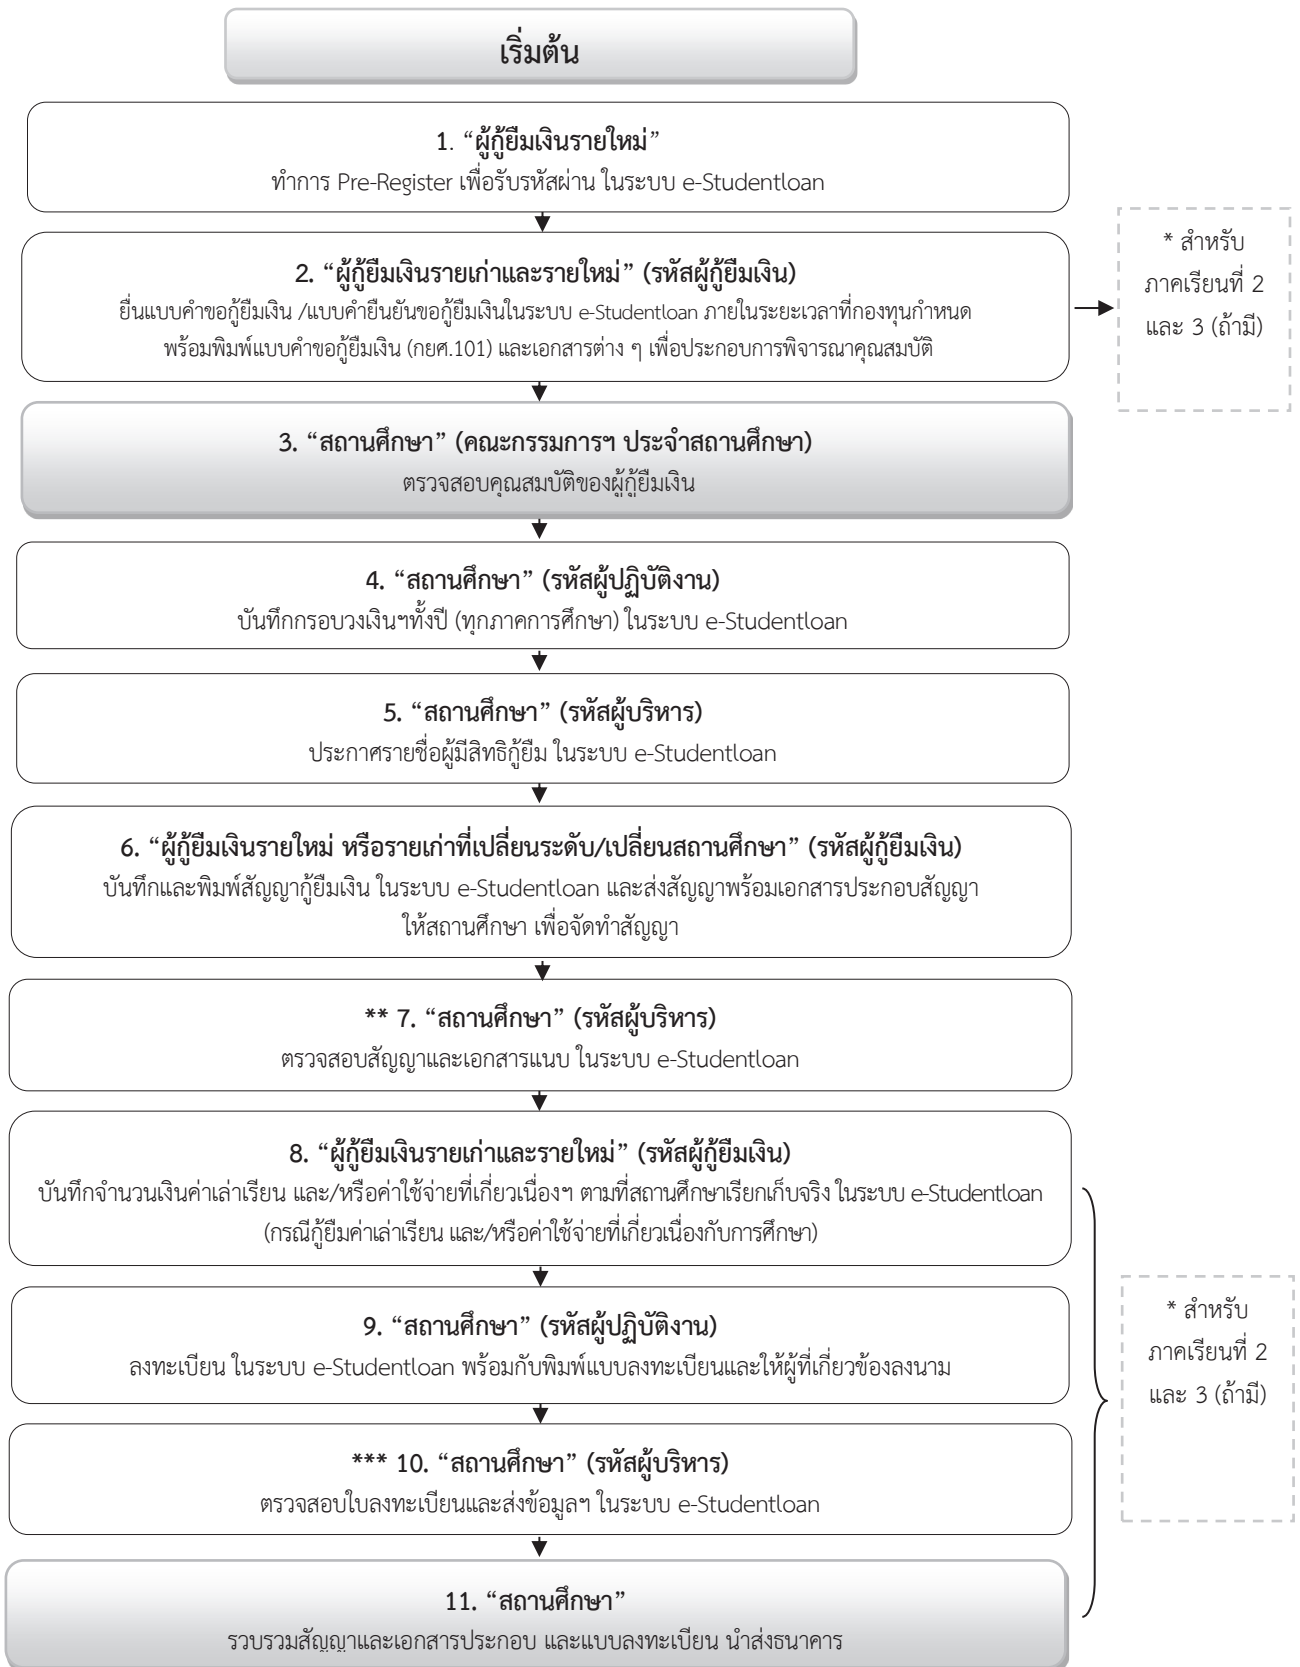 เริ่มต้น
1. “ผู้กู้ยืมเงินรายใหม่”
ทำการ Pre-Register เพื่อรับรหัสผ่าน ในระบบ e-Studentloan
2. “ผู้กู้ยืมเงินรายเก่าและรายใหม่” (รหัสผู้กู้ยืมเงิน)
ยื่นแบบคำขอกู้ยืมเงิน /แบบคำยืนยันขอกู้ยืมเงินในระบบ e-Studentloan ภายในระยะเวลาที่กองทุนกำหนด
พร้อมพิมพ์แบบคำขอกู้ยืมเงิน (กยศ.101) และเอกสารต่าง ๆ เพื่อประกอบการพิจารณาคุณสมบัติ
* สำหรับ
ภาคเรียนที่ 2
และ 3 (ถ้ามี)
3. “สถานศึกษา” (คณะกรรมการฯ ประจำสถานศึกษา)
ตรวจสอบคุณสมบัติของผู้กู้ยืมเงิน
4. “สถานศึกษา” (รหัสผู้ปฏิบัติงาน)
บันทึกกรอบวงเงินฯทั้งปี (ทุกภาคการศึกษา) ในระบบ e-Studentloan
5. “สถานศึกษา” (รหัสผู้บริหาร)
ประกาศรายชื่อผู้มีสิทธิกู้ยืม ในระบบ e-Studentloan
6. “ผู้กู้ยืมเงินรายใหม่ หรือรายเก่าที่เปลี่ยนระดับ/เปลี่ยนสถานศึกษา” (รหัสผู้กู้ยืมเงิน)
บันทึกและพิมพ์สัญญากู้ยืมเงิน ในระบบ e-Studentloan และส่งสัญญาพร้อมเอกสารประกอบสัญญา
ให้สถานศึกษา เพื่อจัดทำสัญญา
** 7. “สถานศึกษา” (รหัสผู้บริหาร)
ตรวจสอบสัญญาและเอกสารแนบ ในระบบ e-Studentloan
8. “ผู้กู้ยืมเงินรายเก่าและรายใหม่” (รหัสผู้กู้ยืมเงิน)
บันทึกจำนวนเงินค่าเล่าเรียน และ/หรือค่าใช้จ่ายที่เกี่ยวเนื่องฯ ตามที่สถานศึกษาเรียกเก็บจริง ในระบบ e-Studentloan
(กรณีกู้ยืมค่าเล่าเรียน และ/หรือค่าใช้จ่ายที่เกี่ยวเนื่องกับการศึกษา)
9. “สถานศึกษา” (รหัสผู้ปฏิบัติงาน)
ลงทะเบียน ในระบบ e-Studentloan พร้อมกับพิมพ์แบบลงทะเบียนและให้ผู้ที่เกี่ยวข้องลงนาม
* สำหรับ
ภาคเรียนที่ 2
และ 3 (ถ้ามี)
*** 10. “สถานศึกษา” (รหัสผู้บริหาร)
ตรวจสอบใบลงทะเบียนและส่งข้อมูลฯ ในระบบ e-Studentloan
11. “สถานศึกษา”
รวบรวมสัญญาและเอกสารประกอบ และแบบลงทะเบียน นำส่งธนาคาร